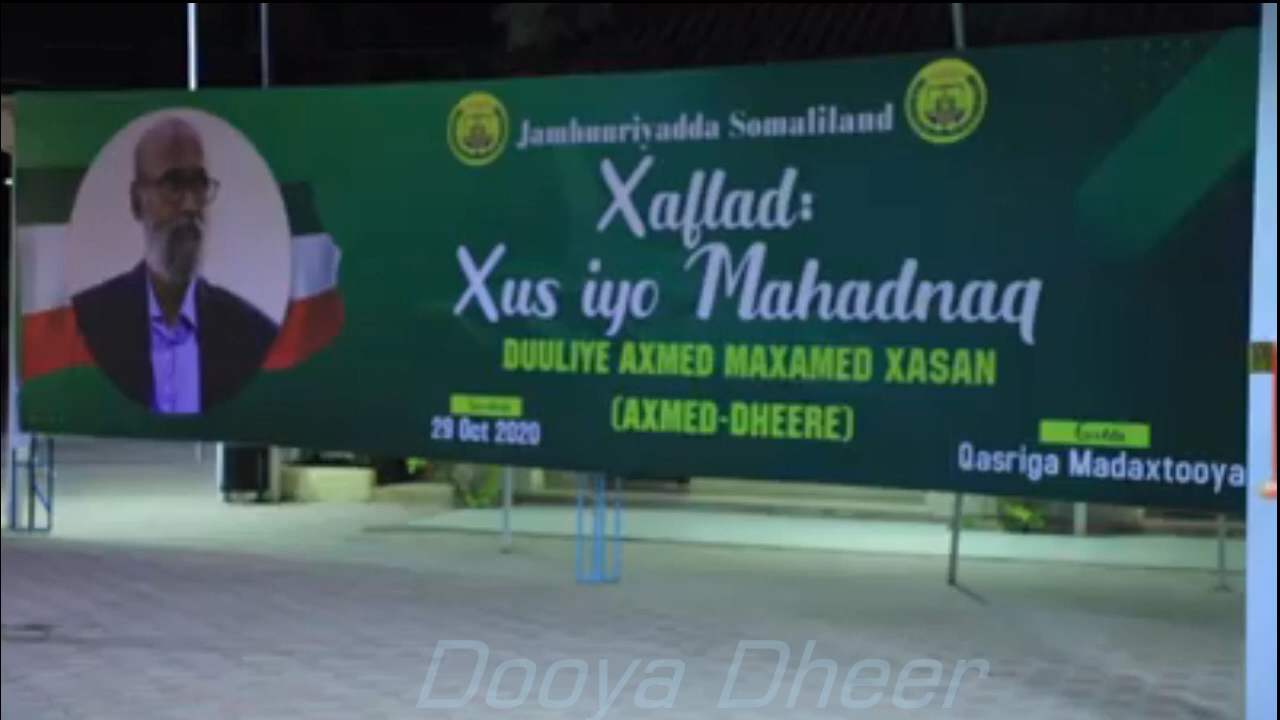 Jamhuuriyadda Somaliland
Xaflad:
Xus iyo Mahadnaq
DUULIYE AXMED MAXAMED XASAN
(AXMED-DHEERE)
29 Oct 2020
Qasriga Madaxtooya
Dooya Dheer